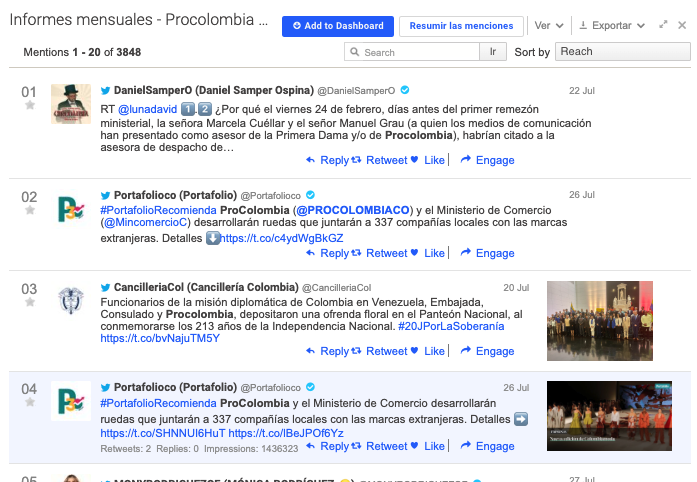 Informes mensuales - Procolombia ...
Add to Dashboard
Resumir las menciones
Ver
Exportar
Mentions 1 - 20 of 3848
Search
Ir
Sort by
Reach
01
DanielSamperO (Daniel Samper Ospina) @DanielSamperO
22 Jul
RT @lunadavid 1.2 ¿Por qué el viernes 24 de febrero, días antes del primer remezón
ministerial, la señora Marcela Cuéllar y el señor Manuel Grau (a quien los medios de comunicación
han presentado como asesor de la Primera Dama y/o de Procolombia), habrían citado a la
asesora de despacho de…
Reply Retweet Like Engage
02
Portafolioco (Portafolio) @Portafolioco
26 Jul
#PortafolioRecomienda ProColombia (@PROCOLOMBIACO) y el Ministerio de Comercio
(@MincomercioC) desarrollarán ruedas que juntarán a 337 compañías locales con las marcas
extranjeras. Detalles ⬇https://t.co/c4ydWgBkGZ
Reply Retweet Like Engage
03
CancilleriaCol (Cancillería Colombia) @CancilleriaCol
20 Jul
Funcionarios de la misión diplomática de Colombia en Venezuela, Embajada,
Consulado y Procolombia, depositaron una ofrenda floral en el Panteón Nacional, al
conmemorarse los 213 años de la Independencia Nacional. #20JPorLaSoberanía
https://t.co/bvNajuTM5Y
Reply Retweet Like Engage
04
Portafolioco (Portafolio) @Portafolioco
26 Jul
#PortafolioRecomienda ProColombia y el Ministerio de Comercio desarrollarán
ruedas que juntarán a 337 compañías locales con las marcas extranjeras. Detalles ➡
https://t.co/SHNNUI6HuT https://t.co/lBeJPOf6Yz
Retweets: 2 Replies: 0 Impressions: 1436323
Reply Retweet Like Engage
05
27 Jul